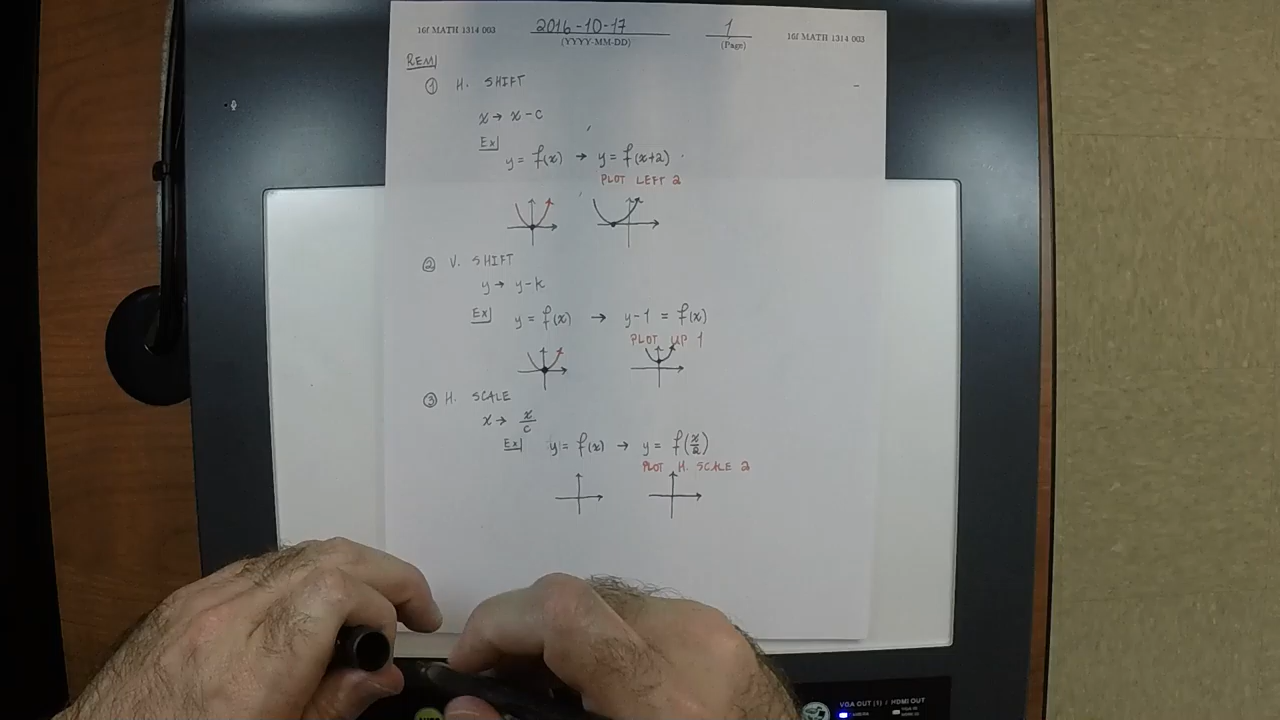 16f MATH 1314 003 2016-10-17 1 16f MATH 1314 003
(YYYY-MM-DD) (Page)
REM
① H. SHIFT
x → x - c
Ex
y = f(x) → y = f(x+2)
PLOT LEFT 2
② V. SHIFT
y → y-k
Ex y = f(x) → y-1 = f(x)
PLOT UP 1
③ H. SCALE
x → x/c
Ex y = f(x) → y = f(x/2)
PLOT H. SCALE 2
VGA OUT (1) / HDMI OUT